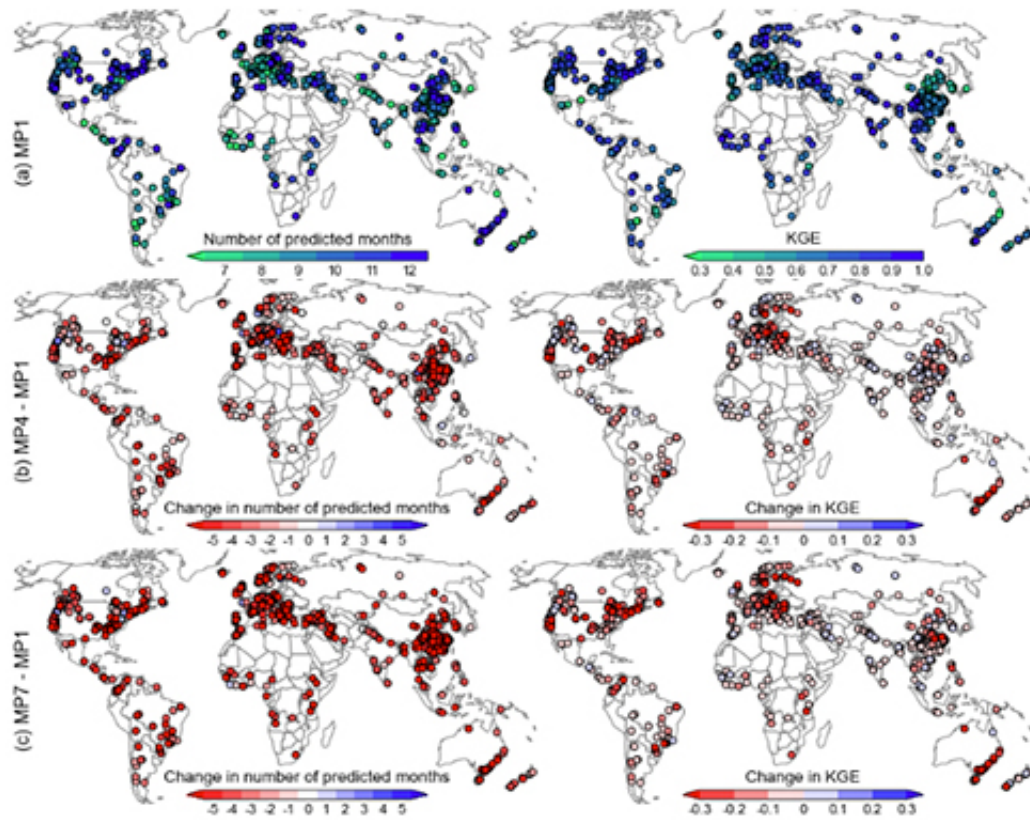 (a) MP1
Number of predicted months
7 8 9 10 11 12
KGE
0.3 0.4 0.5 0.6 0.7 0.8 0.9 1.0
(b) MP4 - MP1
Change in number of predicted months
-5 -4 -3 -2 -1 0 1 2 3 4 5
Change in KGE
-0.3 -0.2 -0.1 0 0.1 0.2 0.3
(c) MP7 - MP1
Change in number of predicted months
-5 -4 -3 -2 -1 0 1 2 3 4 5
Change in KGE
-0.3 -0.2 -0.1 0 0.1 0.2 0.3